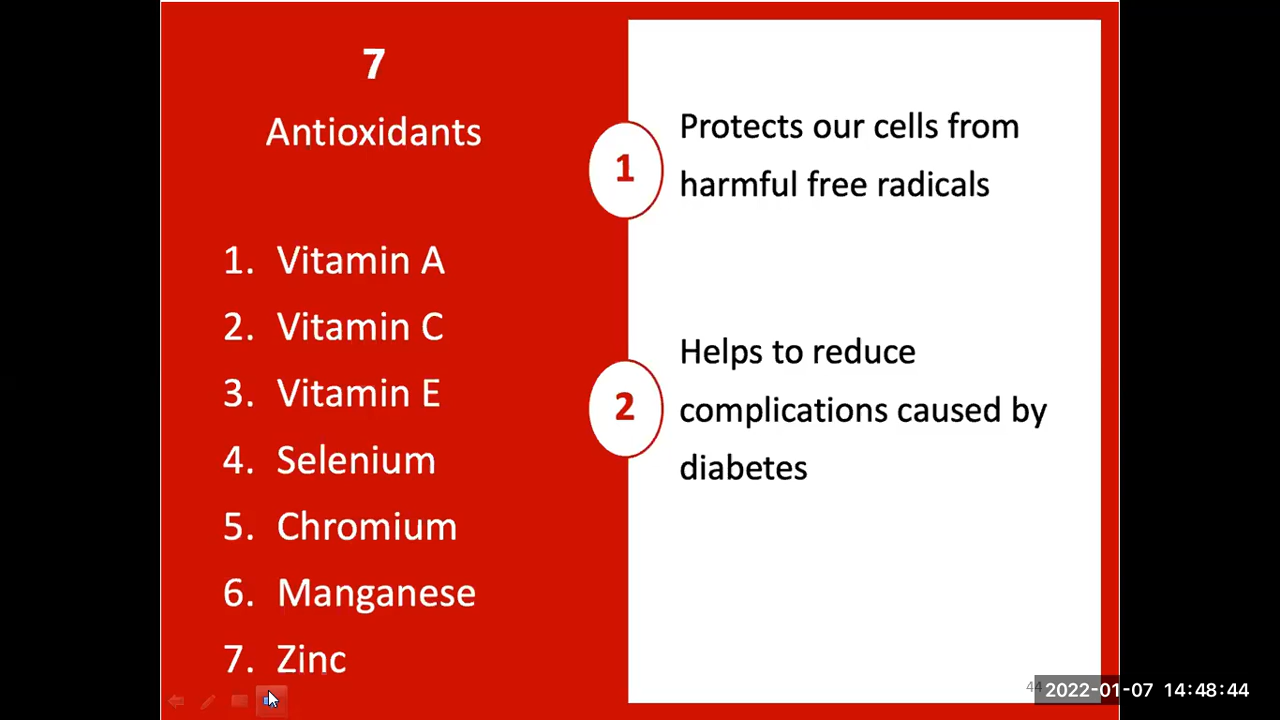 7
Antioxidants
1. Vitamin A
2. Vitamin C
3. Vitamin E
4. Selenium
5. Chromium
6. Manganese
7. Zinc
1
Protects our cells from
harmful free radicals
2
Helps to reduce
complications caused by
diabetes
44
2022-01-07 14:48:44